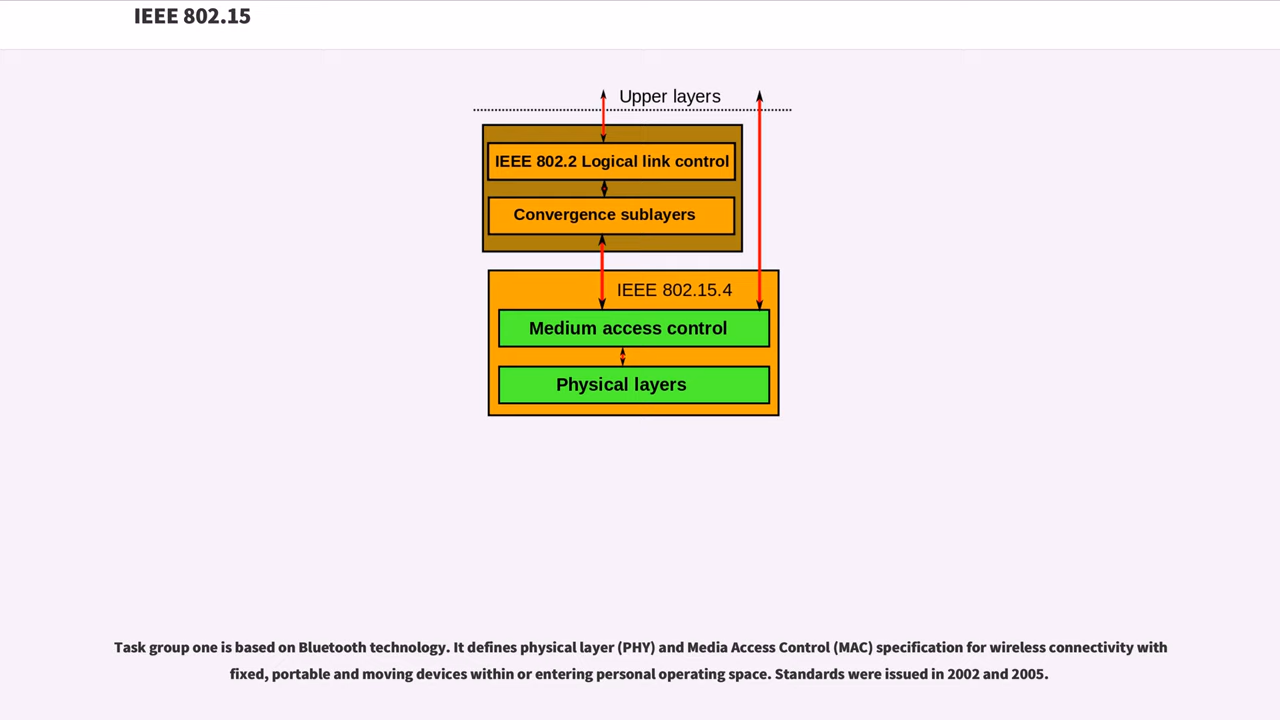 IEEE 802.15
Upper layers
IEEE 802.2 Logical link control
Convergence sublayers
IEEE 802.15.4
Medium access control
Physical layers
Task group one is based on Bluetooth technology. It defines physical layer (PHY) and Media Access Control (MAC) specification for wireless connectivity with
fixed, portable and moving devices within or entering personal operating space. Standards were issued in 2002 and 2005.